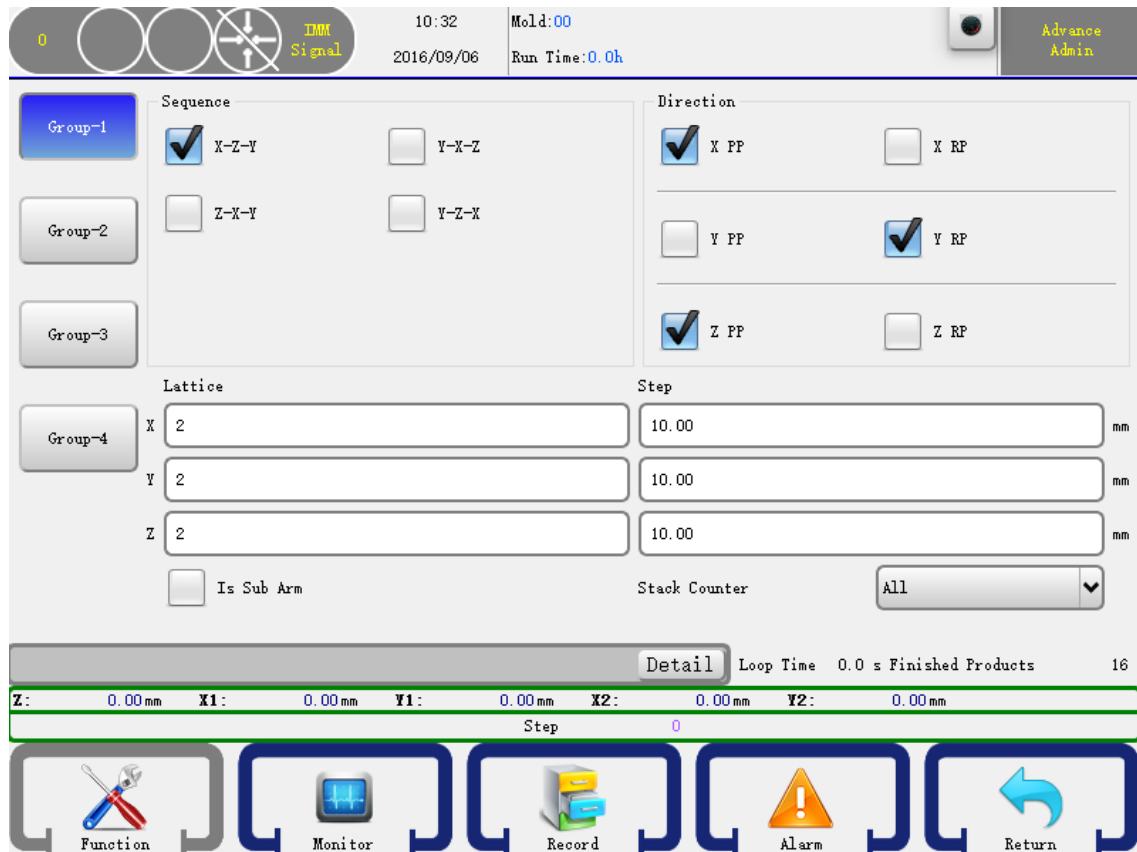 0
IMM
Signal
10:32
2016/09/06
Mold:00
Run Time:0.0h
Advance
Admin
Group-1
Group-2
Group-3
Group-4
Sequence
X-Z-Y
Y-X-Z
Z-X-Y
Y-Z-X
Direction
X PP
X RP
Y PP
Y RP
Z PP
Z RP
Lattice
Step
X 2 10.00 mm
Y 2 10.00 mm
Z 2 10.00 mm
Is Sub Arm
Stack Counter
All
Detail Loop Time 0.0 s Finished Products 16
Z: 0.00mm X1: 0.00mm Y1: 0.00mm X2: 0.00mm Y2: 0.00mm
Step 0
Function
Monitor
Record
Alarm
Return